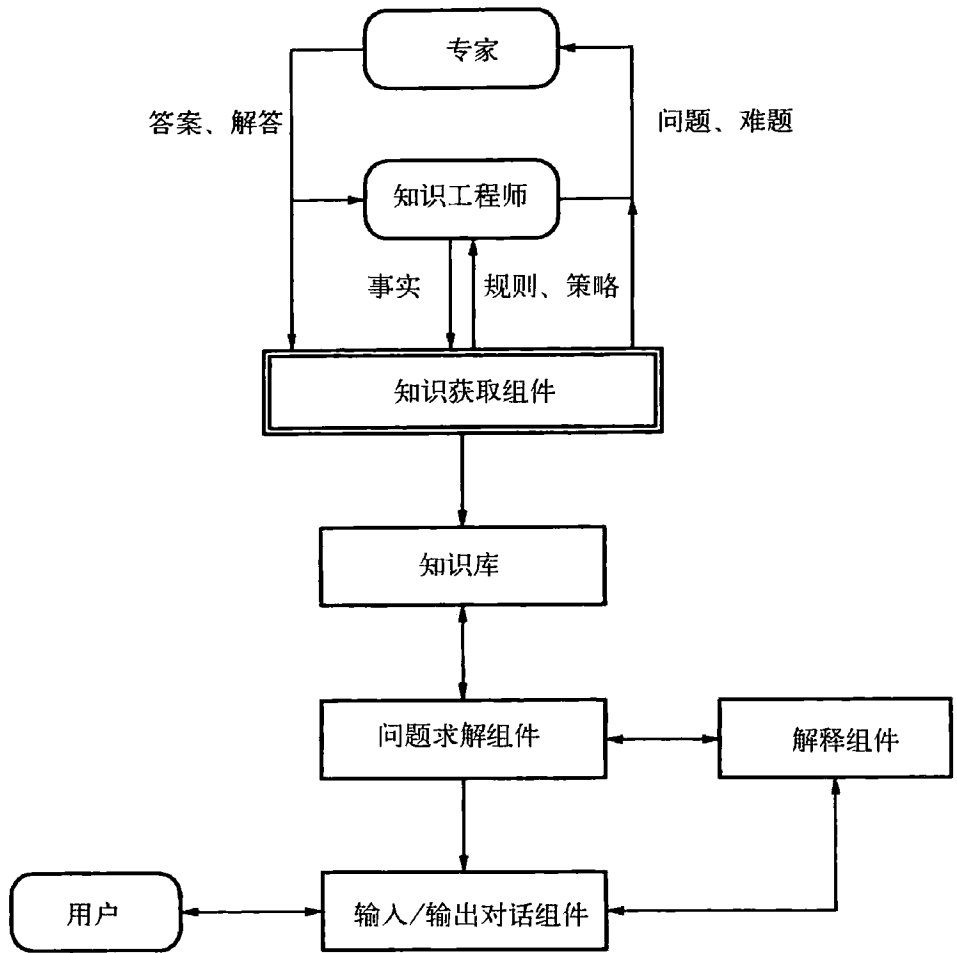 专家
答案、解答
问题、难题
知识工程师
事实
规则、策略
知识获取组件
知识库
问题求解组件
解释组件
用户
输入/输出对话组件